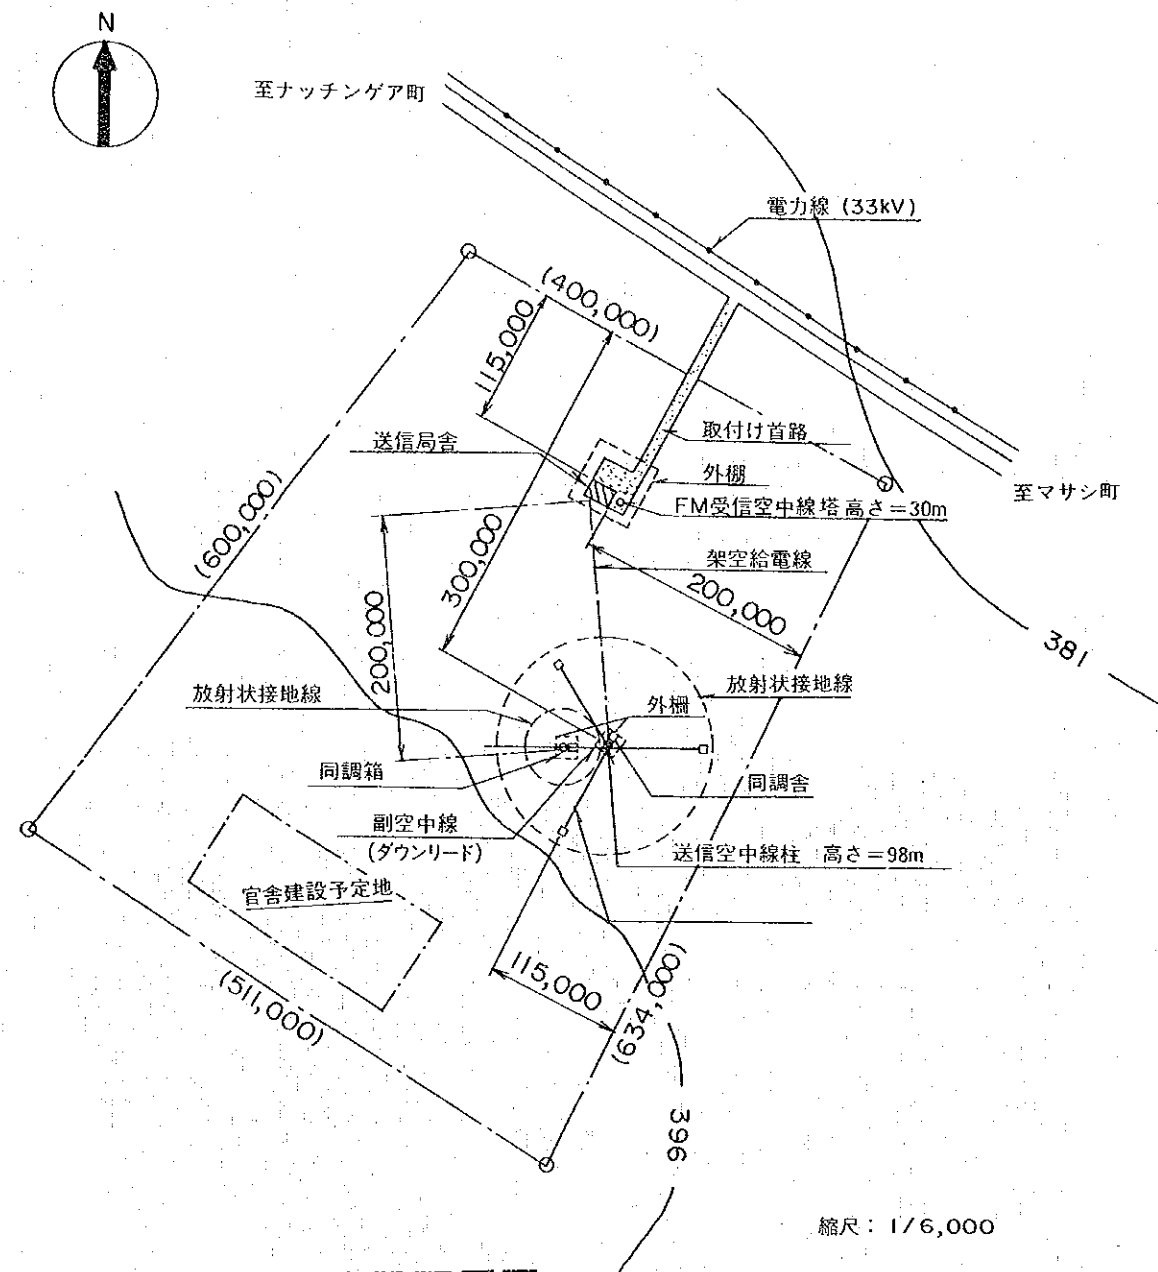 N
至ナッチンゲア町
電力線 (33kV)
(400,000)
115,000
取付け首路
送信局舎
外棚
至マサシ町
FM受信空中線塔 高さ=30m
(600,000)
300,000
架空給電線
200,000
200,000
381
放射状接地線
放射状接地線
外柵
同調箱
同調舎
副空中線
(ダウンリード)
送信空中線柱 高さ=98m
官舎建設予定地
115,000
(511,000)
(634,000)
396
縮尺: 1/6,000